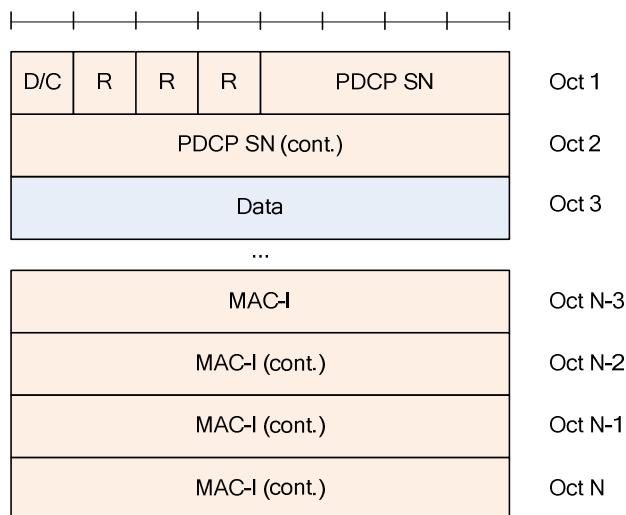 D/C R R R PDCP SN Oct 1
PDCP SN (cont.) Oct 2
Data Oct 3
...
MAC-I Oct N-3
MAC-I (cont.) Oct N-2
MAC-I (cont.) Oct N-1
MAC-I (cont.) Oct N